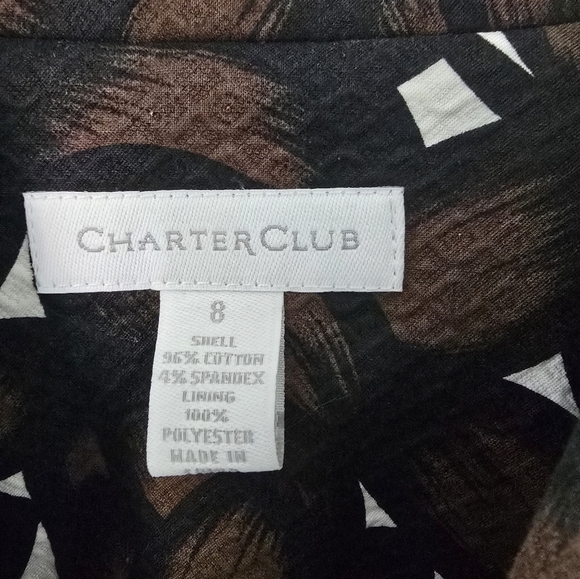 CHARTER CLUB
8
SHELL
96% COTTON
4% SPANDEX
LINING
100%
POLYESTER
MADE IN